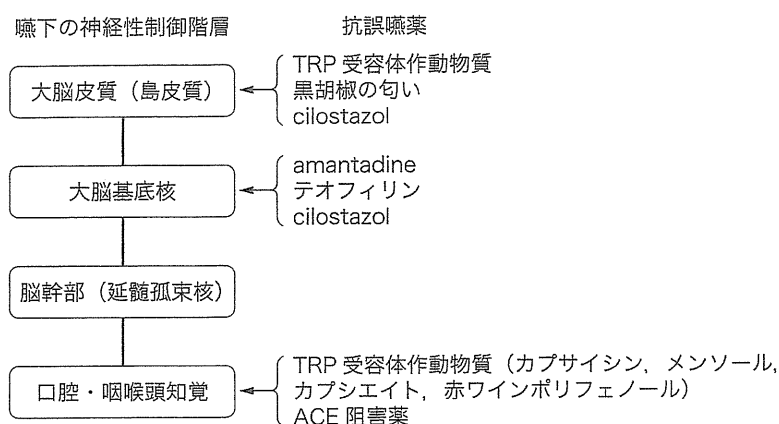 嚥下の神経性制御階層
抗誤嚥薬
大脳皮質（島皮質）
TRP 受容体作動物質
黒胡椒の匂い
cilostazol
大脳基底核
amantadine
テオフィリン
cilostazol
脳幹部（延髄孤束核）
口腔・咽喉頭知覚
TRP 受容体作動物質（カプサイシン，メンソール，
カプシエイト，赤ワインポリフェノール）
ACE 阻害薬